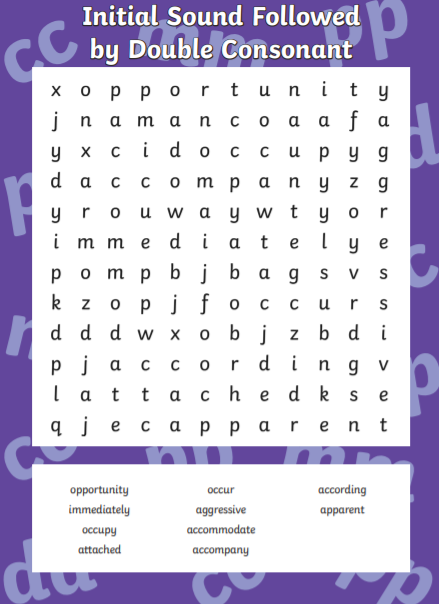 Initial Sound Followed
by Double Consonant
x o p p o r t u n i t y
j n a m a n c o a a f a
y x c i d o c c u p y g
d a c c o m p a n y z g
y r o u w a y w t y o r
i m m e d i a t e l y e
p o m p b j b a g s v s
k z o p j f o c c u r s
d d d w x o b j z b d i
p j a c c o r d i n g v
l a t t a c h e d k s e
q j e c a p p a r e n t
opportunity occur according
immediately aggressive apparent
occupy accommodate
attached accompany